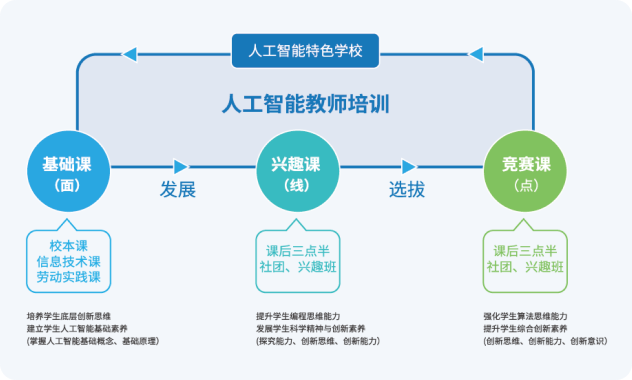 人工智能特色学校
人工智能教师培训
基础课
（面）
发展
兴趣课
（线）
选拔
竞赛课
（点）
校本课
信息技术课
劳动实践课
课后三点半
社团、兴趣班
课后三点半
社团、兴趣班
培养学生底层创新思维
建立学生人工智能基础素养
(掌握人工智能基础概念、基础原理)
提升学生编程思维能力
发展学生科学精神与创新素养
(探究能力、创新思维、创新能力)
强化学生算法思维能力
提升学生综合创新素养
(创新思维、创新能力、创新意识)